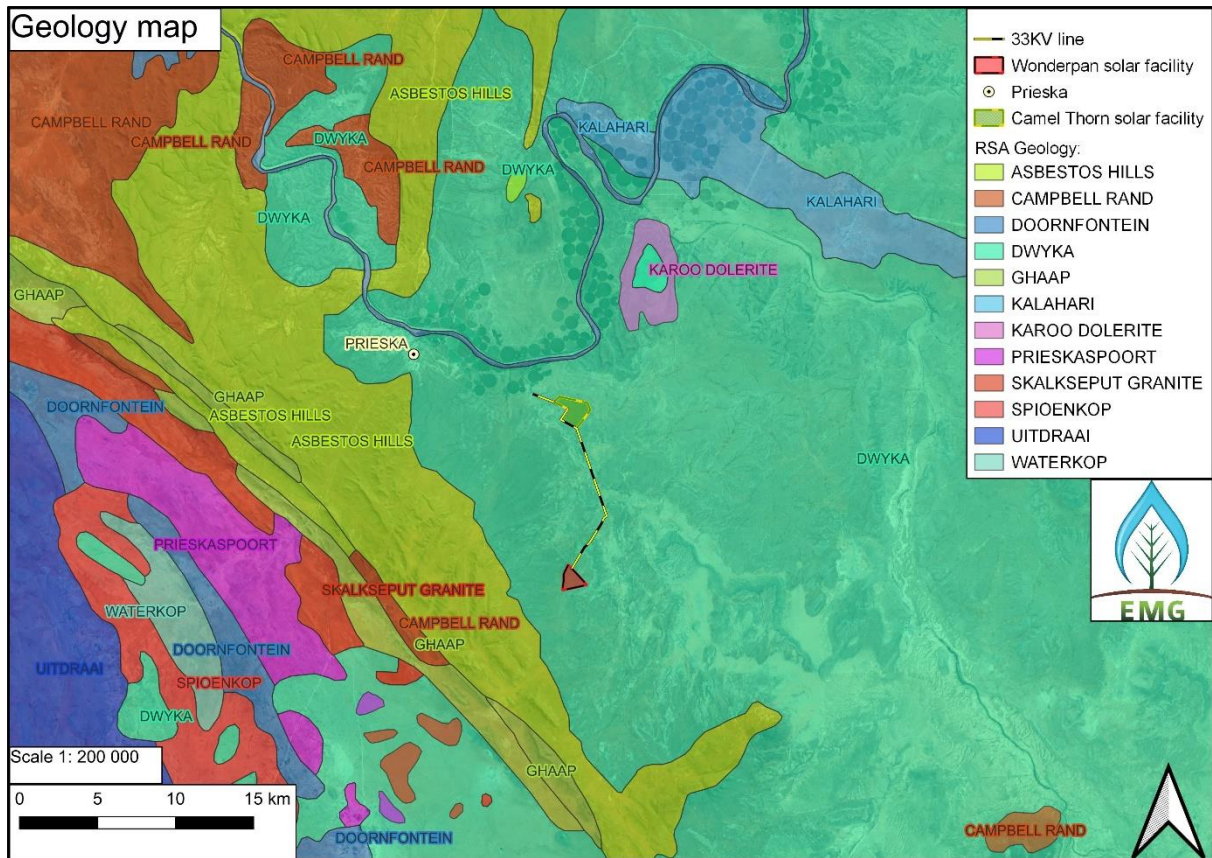 Geology map
33KV line
Wonderpan solar facility
Prieska
Camel Thorn solar facility
RSA Geology:
ASBESTOS HILLS
CAMPBELL RAND
DOORNFONTEIN
DWYKA
GHAAP
KALAHARI
KAROO DOLERITE
PRIESKASPOORT
SKALKSEPUT GRANITE
SPIOENKOP
UITDRAAI
WATERKOP
CAMPBELL RAND
ASBESTOS HILLS
CAMPBELL RAND
DWYKA
CAMPBELL RAND
KALAHARI
CAMPBELL RAND
DWYKA
DWYKA
KALAHARI
KAROO DOLERITE
GHAAP
PRIESKA
GHAAP
DOORNFONTEIN
ASBESTOS HILLS
ASBESTOS HILLS
DWYKA
PRIESKASPOORT
SKALKSEPUT GRANITE
WATERKOP
CAMPBELL RAND
GHAAP
DOORNFONTEIN
UITDRAAI
SPIOENKOP
DWYKA
GHAAP
CAMPBELL RAND
DOORNFONTEIN
EMG
Scale 1: 200 000
0 5 10 15 km